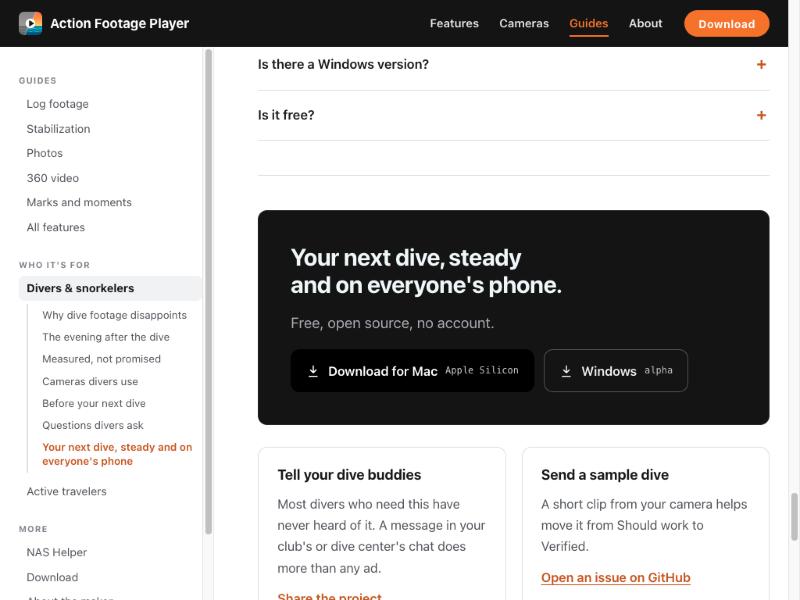 Action Footage Player
Features
Cameras
Guides
About
Download
GUIDES
Log footage
Stabilization
Photos
360 video
Marks and moments
All features
WHO IT'S FOR
Divers & snorkelers
Why dive footage disappoints
The evening after the dive
Measured, not promised
Cameras divers use
Before your next dive
Questions divers ask
Your next dive, steady and on
everyone's phone
Active travelers
MORE
NAS Helper
Download
About the maker
Is there a Windows version?
Is it free?
Your next dive, steady
and on everyone's phone.
Free, open source, no account.
Download for Mac Apple Silicon
Windows alpha
Tell your dive buddies
Most divers who need this have
never heard of it. A message in your
club's or dive center's chat does
more than any ad.
Share the project
Send a sample dive
A short clip from your camera helps
move it from Should work to
Verified.
Open an issue on GitHub